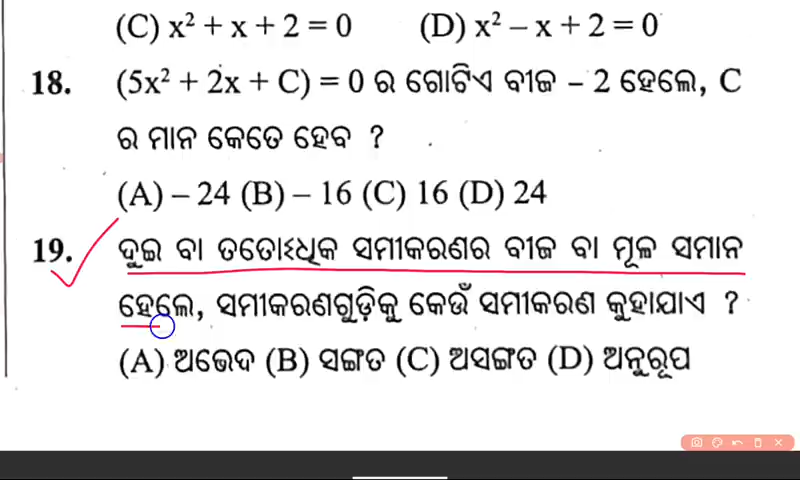 (C) x² + x + 2 = 0 (D) x² – x + 2 = 0
18. (5x² + 2x + C) = 0 ର ଗୋଟିଏ ବୀଜ – 2 ହେଲେ, C
ର ମାନ କେତେ ହେବ ?
(A) – 24 (B) – 16 (C) 16 (D) 24
19. ଦୁଇ ବା ତତୋଽଧିକ ସମୀକରଣର ବୀଜ ବା ମୂଳ ସମାନ
ହେଲେ, ସମୀକରଣଗୁଡ଼ିକୁ କେଉଁ ସମୀକରଣ କୁହାଯାଏ ?
(A) ଅଭେଦ (B) ସଙ୍ଗତ (C) ଅସଙ୍ଗତ (D) ଅନୁରୂପ